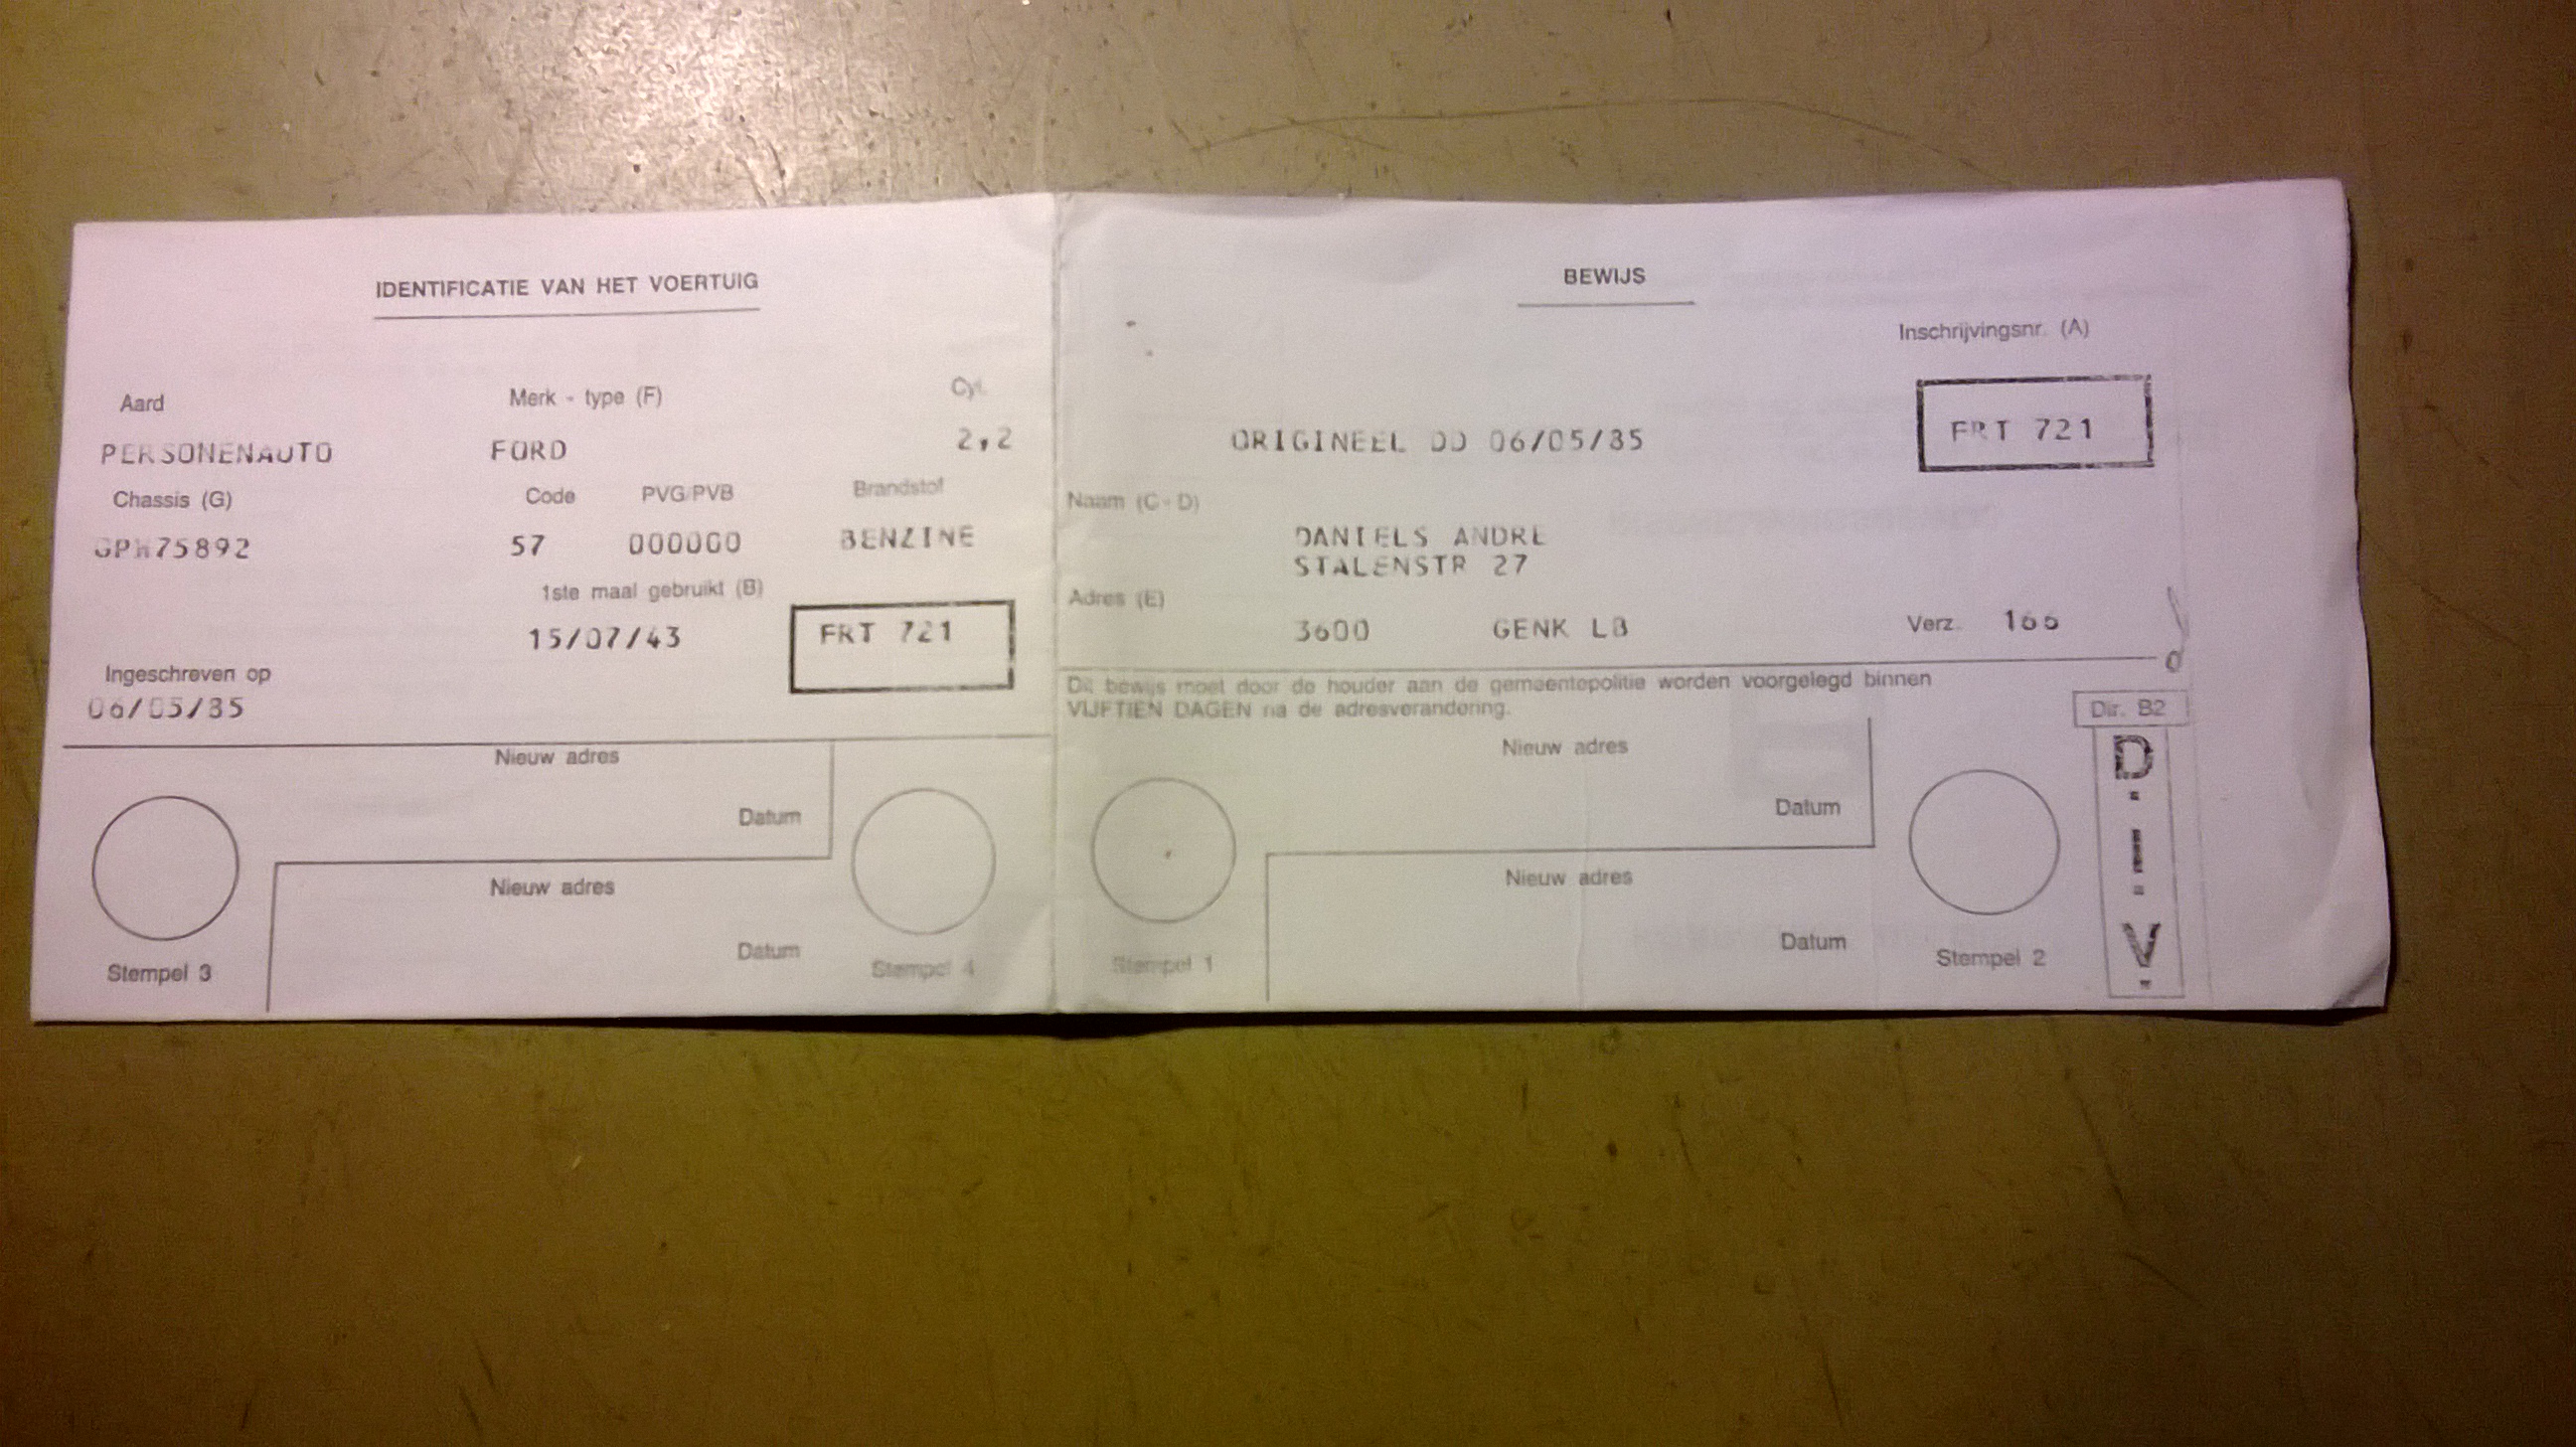 IDENTIFICATIE VAN HET VOERTUIG
Aard Merk - type (F) Cyl.
PERSONENAUTO FORD 2,2
Chassis (G) Code PVG/PVB Brandstof
GPW75892 57 000000 BENZINE
1ste maal gebruikt (B)
15/07/43 FRT 721
Ingeschreven op
06/05/85
Nieuw adres
Datum
Nieuw adres
Datum
Stempel 3 Stempel 4
BEWIJS
Inschrijvingsnr. (A)
ORIGINEEL DD 06/05/85 FRT 721
Naam (C - D)
DANIELS ANDRE
STALENSTR 27
Adres (E)
3600 GENK LB Verz. 166
Dit bewijs moet door de houder aan de gemeentepolitie worden voorgelegd binnen
VIJFTIEN DAGEN na de adresverandering.
Dir. B2
D.I.V.
Nieuw adres
Datum
Nieuw adres
Datum
Stempel 1 Stempel 2